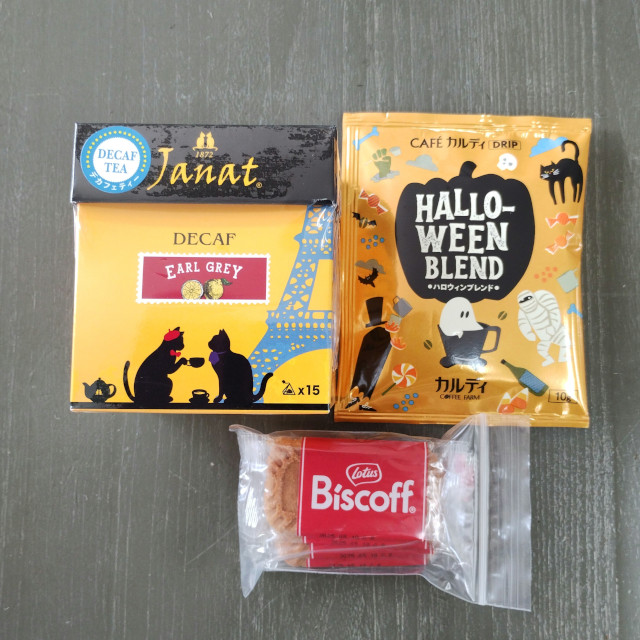 DECAF
TEA
デカフェティー
1872
Janat®
DECAF
EARL GREY
x15
CAFÉ カルディ DRIP
HALLO-
WEEN
BLEND
ハロウィンブレンド
カルディ
COFFEE FARM
10g
Lotus
Biscoff®